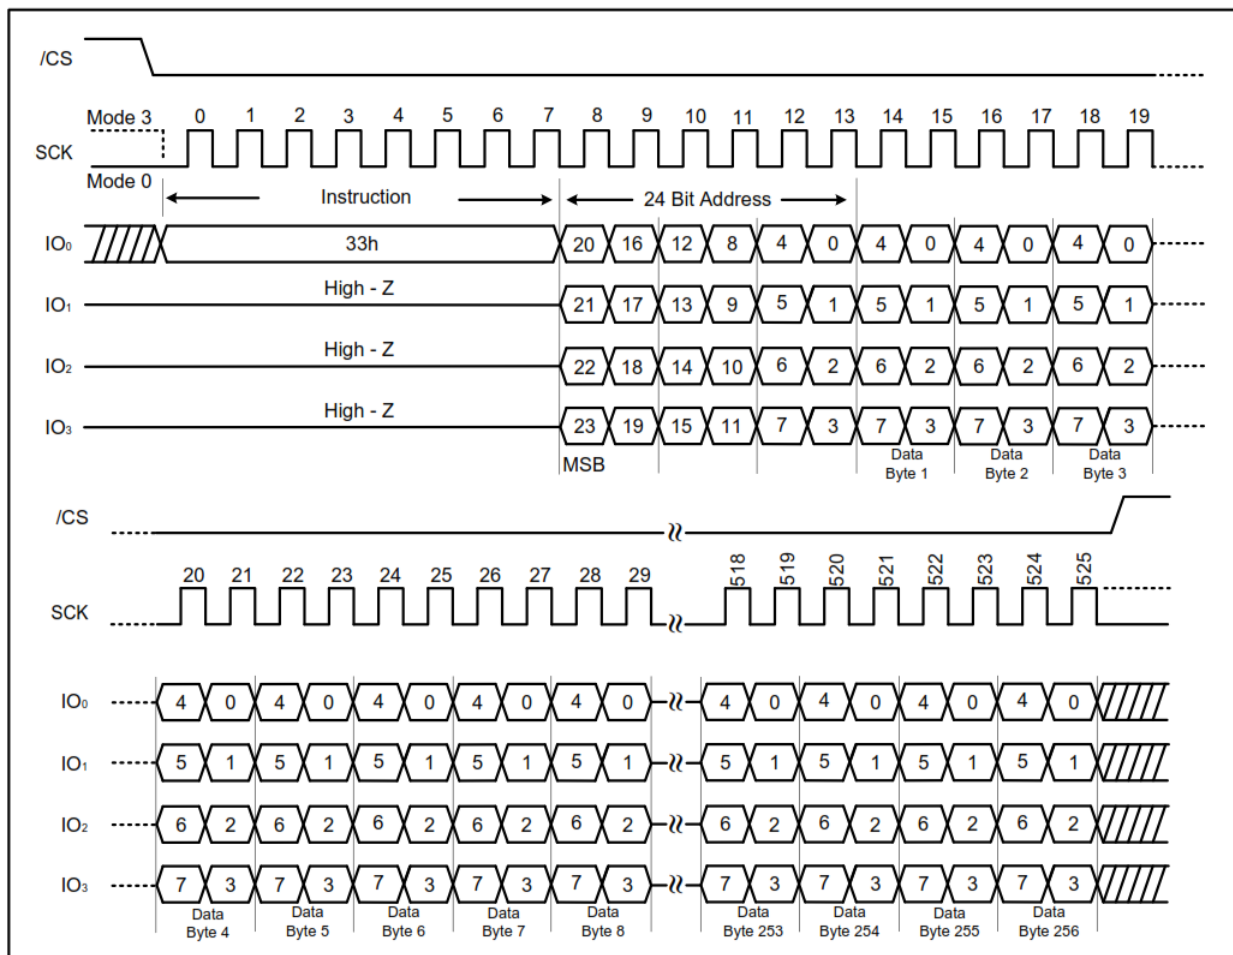 /CS
Mode 3 0 1 2 3 4 5 6 7 8 9 10 11 12 13 14 15 16 17 18 19
SCK
Mode 0
Instruction 24 Bit Address
IO0 33h 20 16 12 8 4 0 4 0 4 0 4 0
High - Z
IO1 21 17 13 9 5 1 5 1 5 1 5 1
High - Z
IO2 22 18 14 10 6 2 6 2 6 2 6 2
High - Z
IO3 23 19 15 11 7 3 7 3 7 3 7 3
MSB Data Data Data
Byte 1 Byte 2 Byte 3
/CS
20 21 22 23 24 25 26 27 28 29 518 519 520 521 522 523 524 525
SCK
IO0 4 0 4 0 4 0 4 0 4 0 4 0 4 0 4 0 4 0
IO1 5 1 5 1 5 1 5 1 5 1 5 1 5 1 5 1 5 1
IO2 6 2 6 2 6 2 6 2 6 2 6 2 6 2 6 2 6 2
IO3 7 3 7 3 7 3 7 3 7 3 7 3 7 3 7 3 7 3
Data Data Data Data Data Data Data Data Data
Byte 4 Byte 5 Byte 6 Byte 7 Byte 8 Byte 253 Byte 254 Byte 255 Byte 256